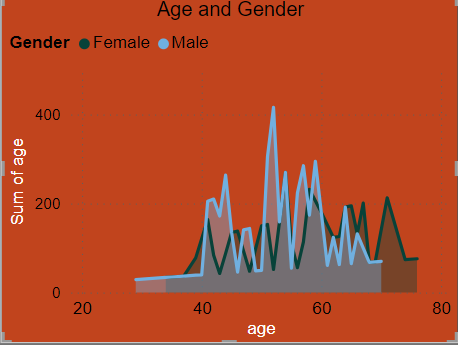 Age and Gender
Gender Female Male
400
200
0
Sum of age
20 40 60 80
age